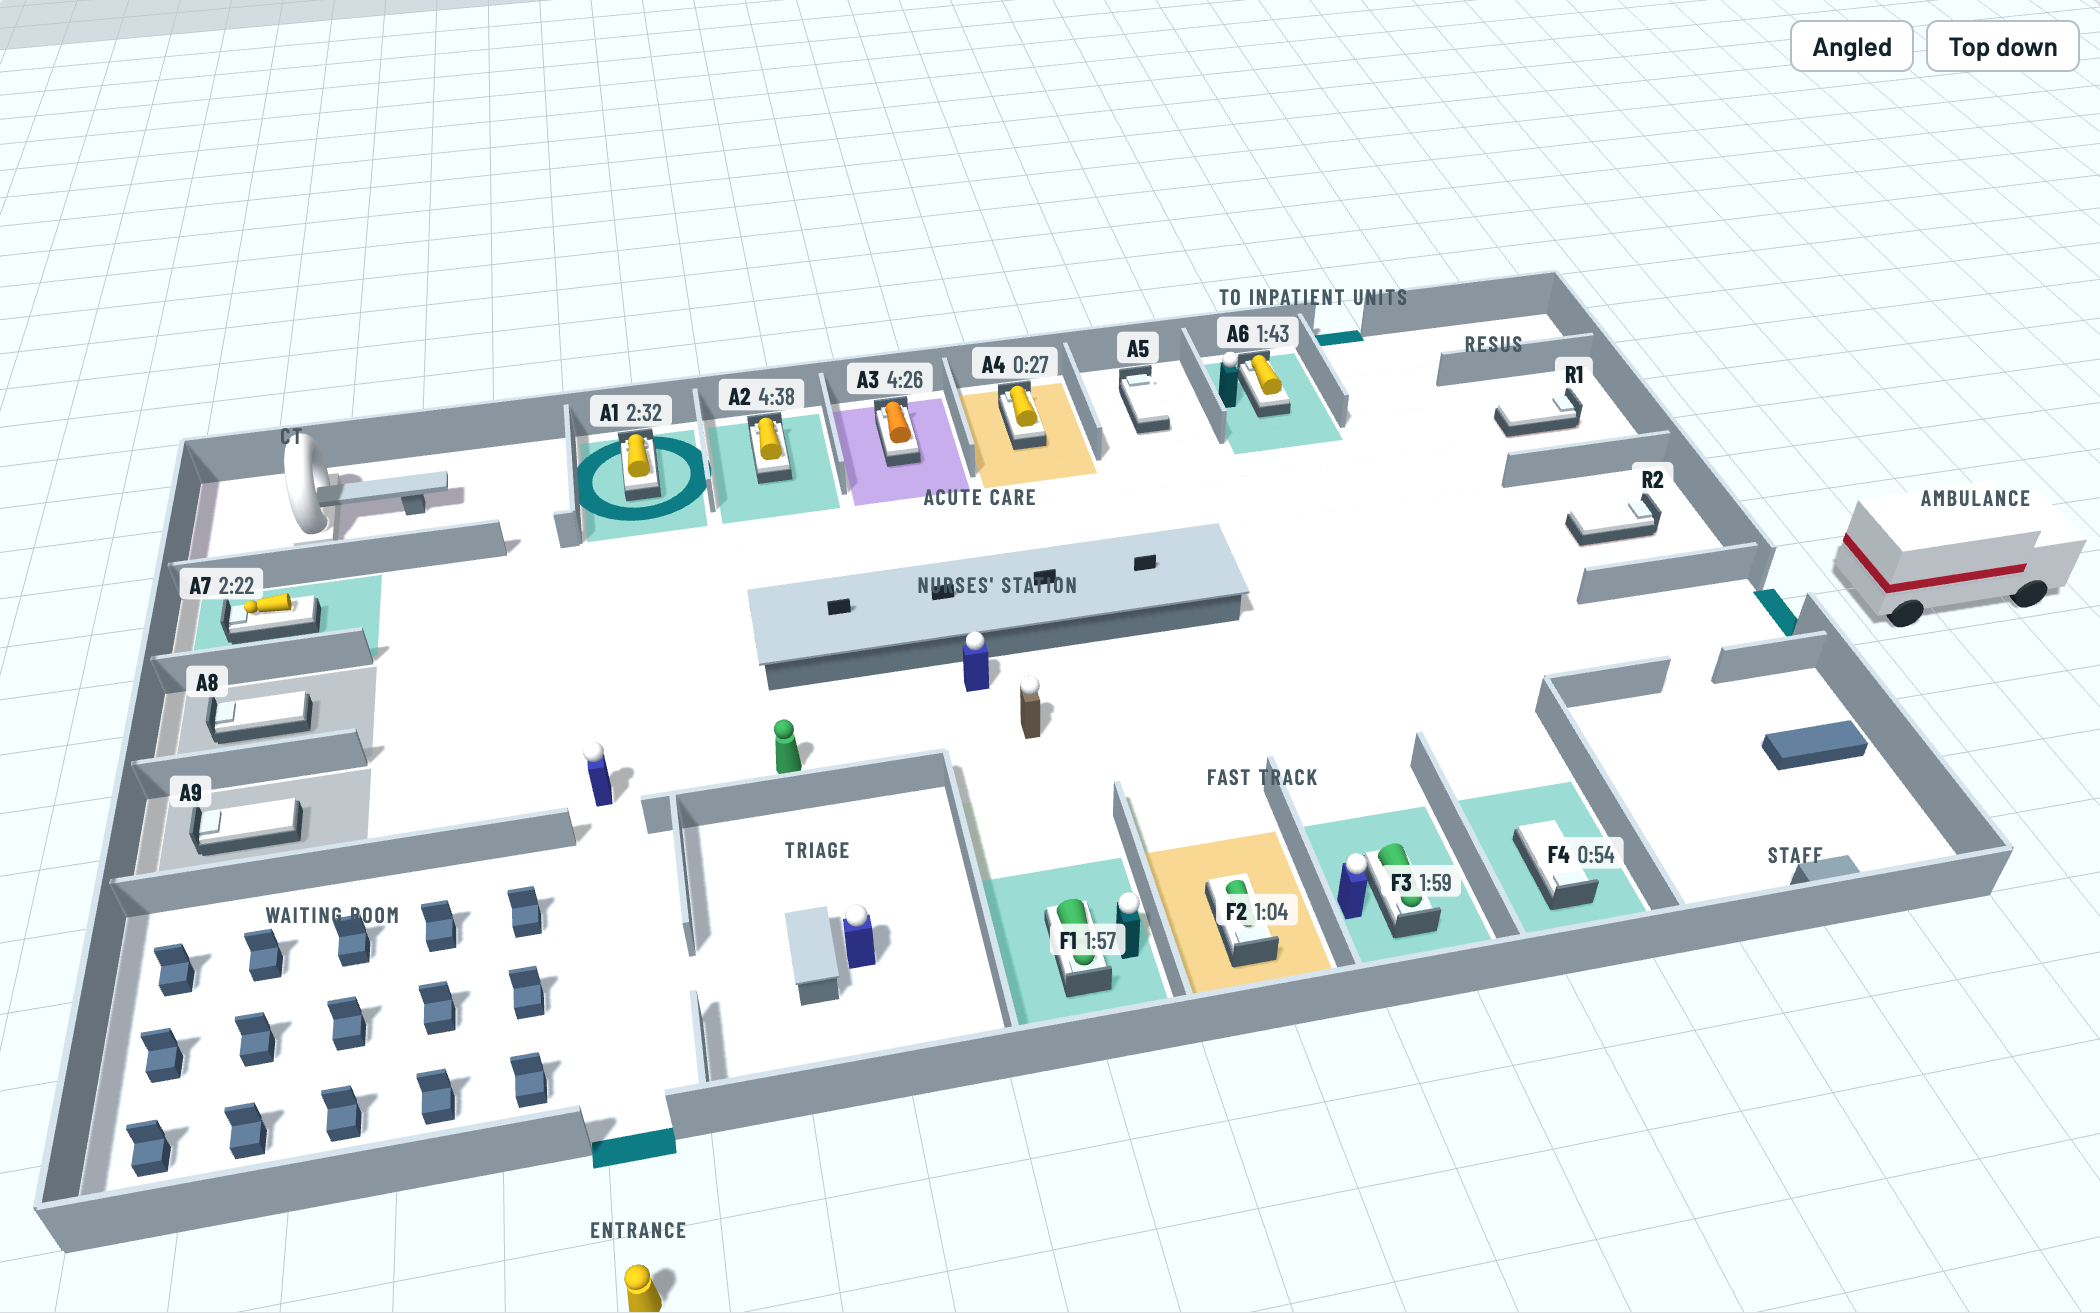 Angled
Top down
TO INPATIENT UNITS
A6 1:43
RESUS
A5
A4 0:27
R1
A3 4:26
A2 4:38
A1 2:32
CT
R2
ACUTE CARE
AMBULANCE
A7 2:22
NURSES' STATION
A8
FAST TRACK
A9
TRIAGE
STAFF
F4 0:54
F3 1:59
F2 1:04
WAITING ROOM
F1 1:57
ENTRANCE